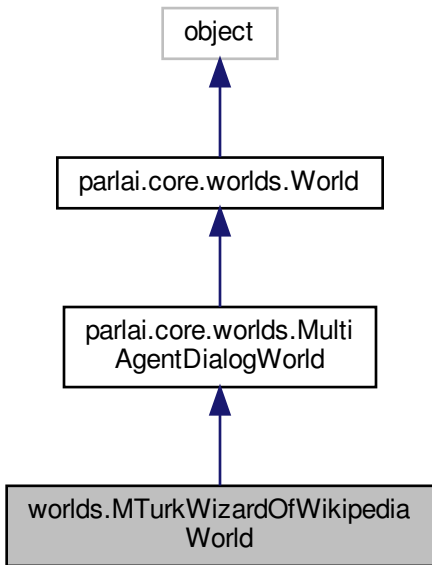 object
parlai.core.worlds.World
parlai.core.worlds.Multi
AgentDialogWorld
worlds.MTurkWizardOfWikipedia
World